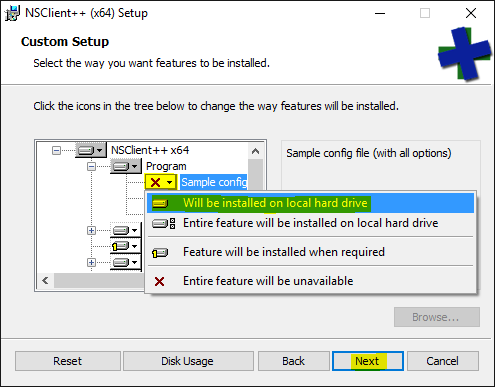 NSClient++ (x64) Setup
Custom Setup
Select the way you want features to be installed.
Click the icons in the tree below to change the way features will be installed.
NSClient++ x64
Program
Sample config
Sample config file (with all options)
Will be installed on local hard drive
Entire feature will be installed on local hard drive
Feature will be installed when required
Entire feature will be unavailable
Browse...
Reset
Disk Usage
Back
Next
Cancel